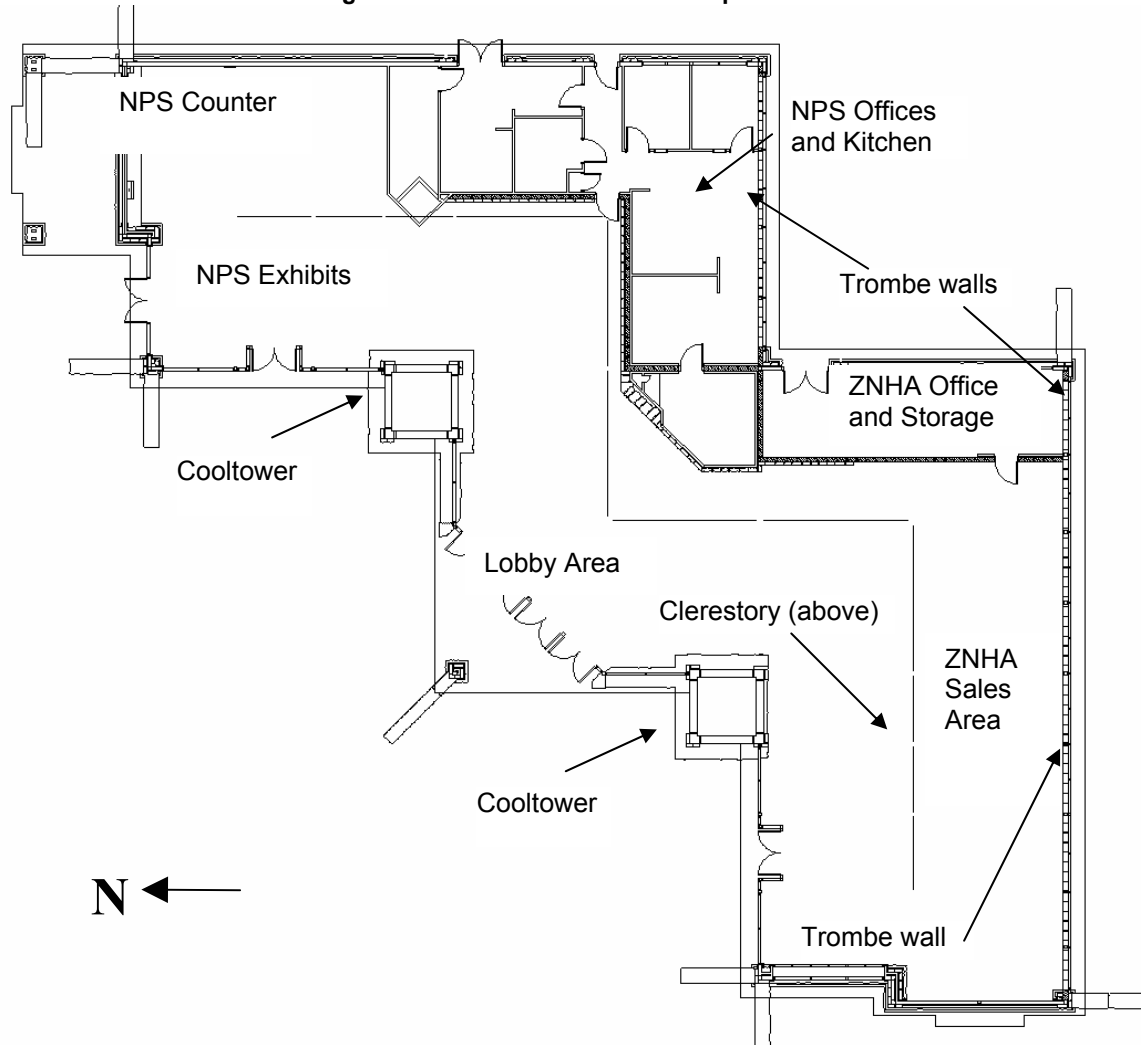 NPS Counter
NPS Offices
and Kitchen
NPS Exhibits
Trombe walls
ZNHA Office
and Storage
Cooltower
Lobby Area
Clerestory (above)
ZNHA
Sales
Area
Cooltower
N
Trombe wall